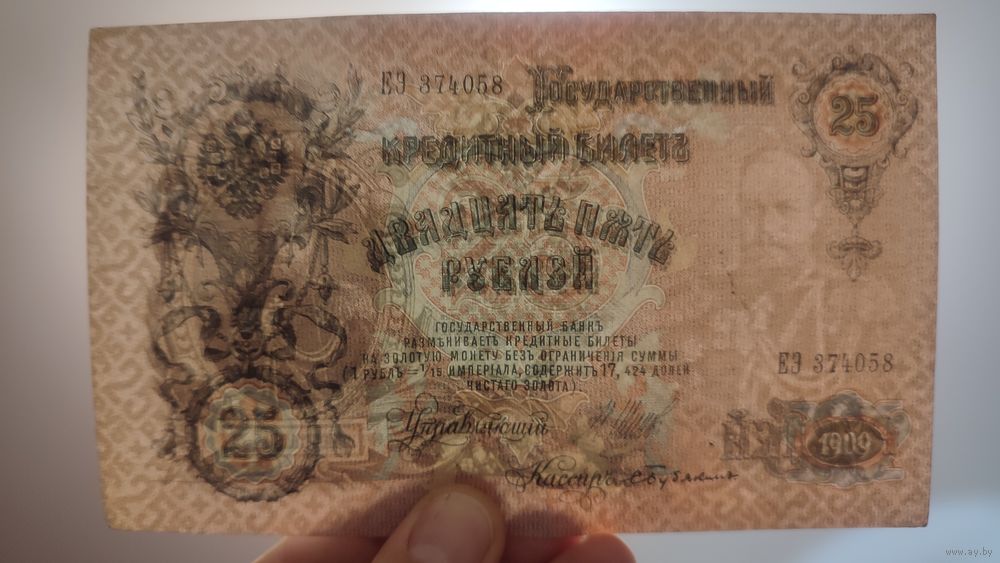 ЕЭ 374058
Государственный
25
Кредитный Билетъ
Двадцать пять
рублей
Государственный Банкъ
размѣниваетъ кредитные билеты
на золотую монету безъ ограниченія суммы
(1 рубль = 1/15 имперіала, содержитъ 17,424 долей
чистаго золота).
ЕЭ 374058
25
Управляющій
1909
Кассиръ
www.ay.by